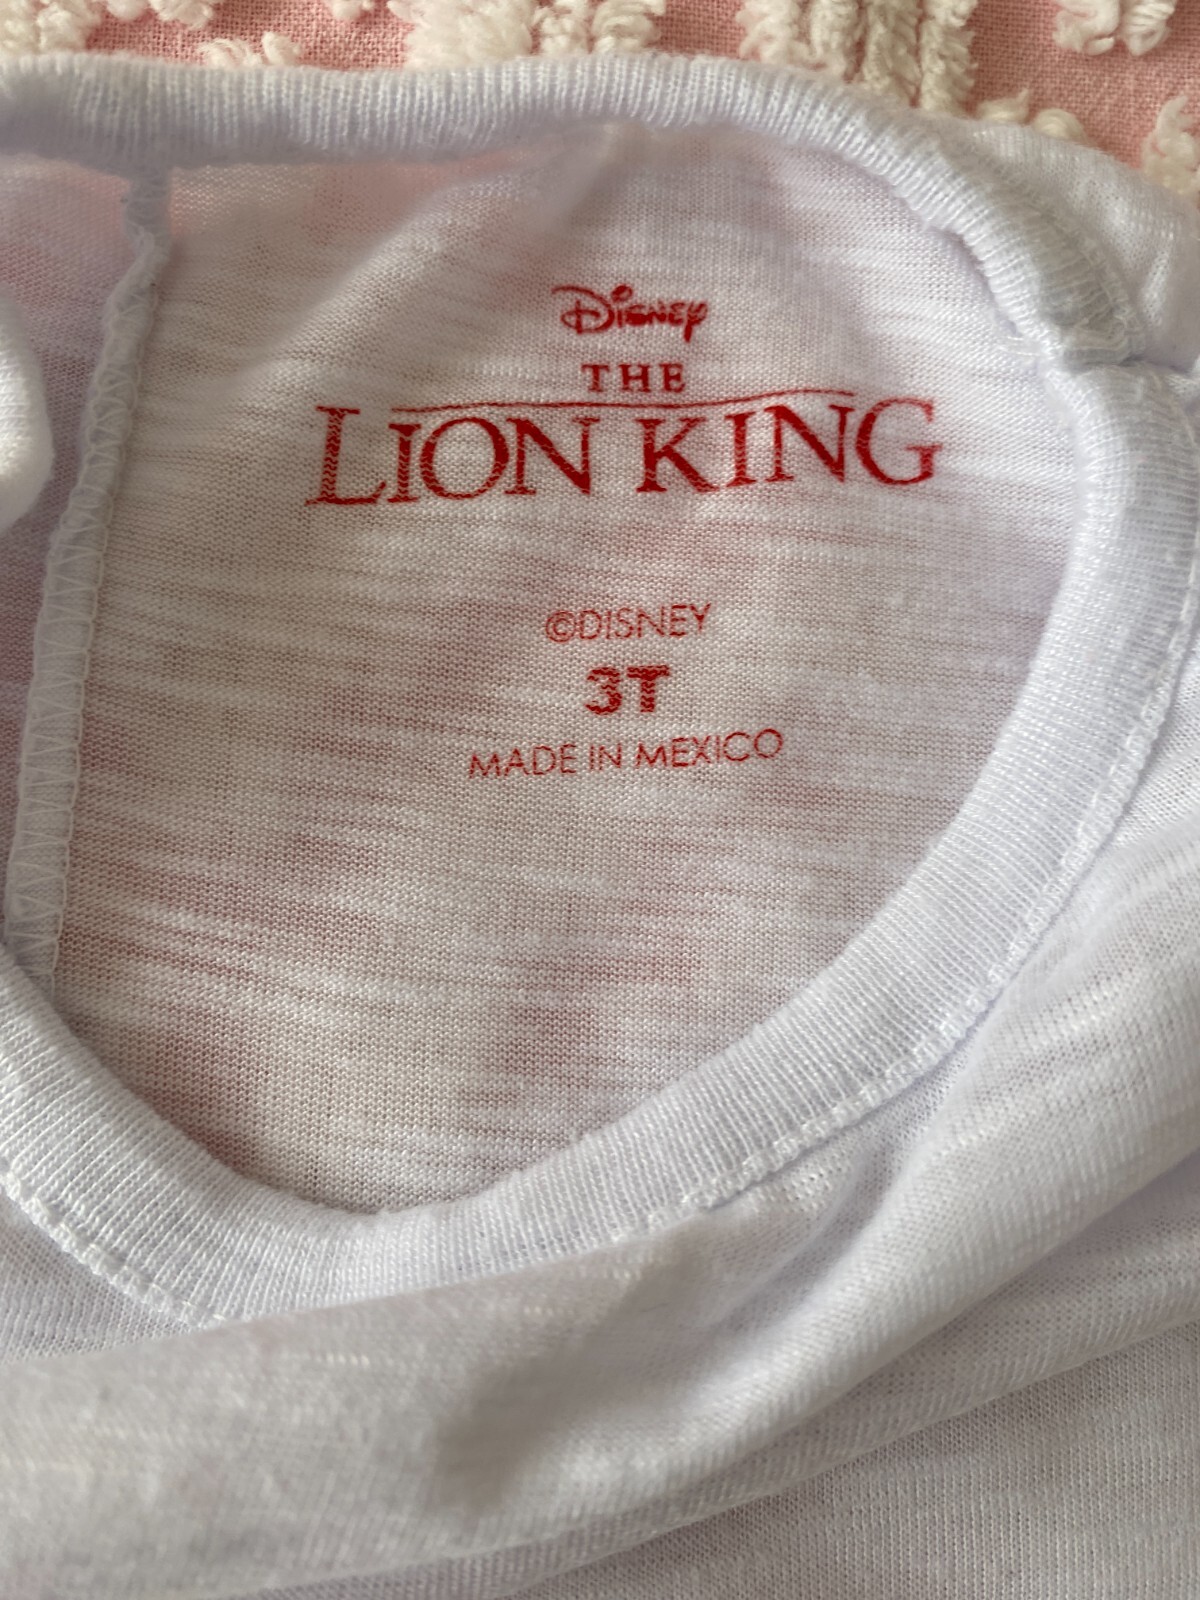 Disney
THE
LION KING
©DISNEY
3T
MADE IN MEXICO